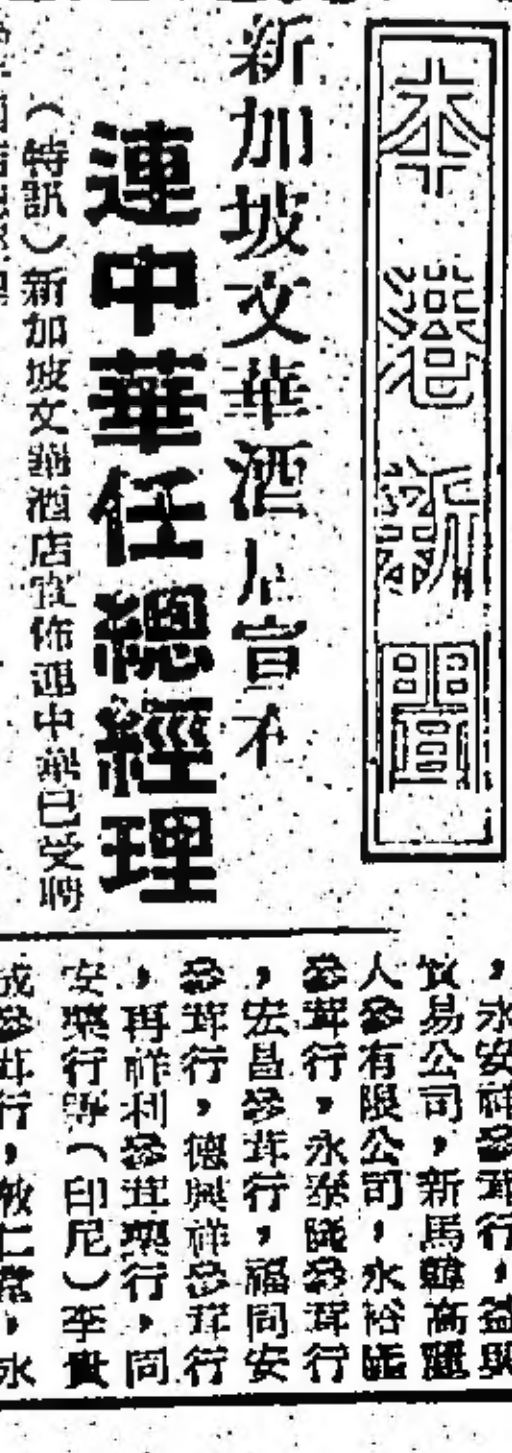 本港新聞
新加坡文華酒店宣布
連中華任總經理
（特訊）新加坡文華酒店宣佈連中華已受聘
，永安祥參茸行，益興
貿易公司，新馬韓高麗
人參有限公司，永裕
參茸行，永泰隆參茸行
，宏昌參茸行，福同安
參茸行，德興祥參茸行
，再祥利參茸藥行，同
安藥行（印尼）李貴
成參茸行，仁，永